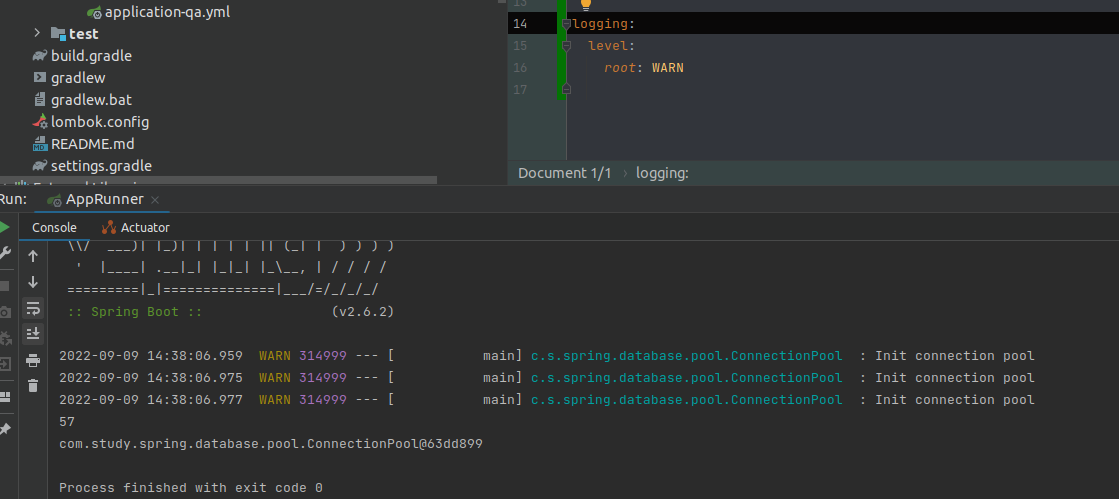 application-qa.yml
test
build.gradle
gradlew
gradlew.bat
lombok.config
README.md
settings.gradle
13
14 logging:
15 level:
16 root: WARN
17
Document 1/1 › logging:
Run: AppRunner ×
Console Actuator
\\/ ___)| |_)| | | | | || (_| | ) ) ) )
' |____| .__|_| |_|_| |_\__, | / / / /
=========|_|==============|___/=/_/_/_/
:: Spring Boot :: (v2.6.2)
2022-09-09 14:38:06.959 WARN 314999 --- [ main] c.s.spring.database.pool.ConnectionPool : Init connection pool
2022-09-09 14:38:06.975 WARN 314999 --- [ main] c.s.spring.database.pool.ConnectionPool : Init connection pool
2022-09-09 14:38:06.977 WARN 314999 --- [ main] c.s.spring.database.pool.ConnectionPool : Init connection pool
57
com.study.spring.database.pool.ConnectionPool@63dd899
Process finished with exit code 0